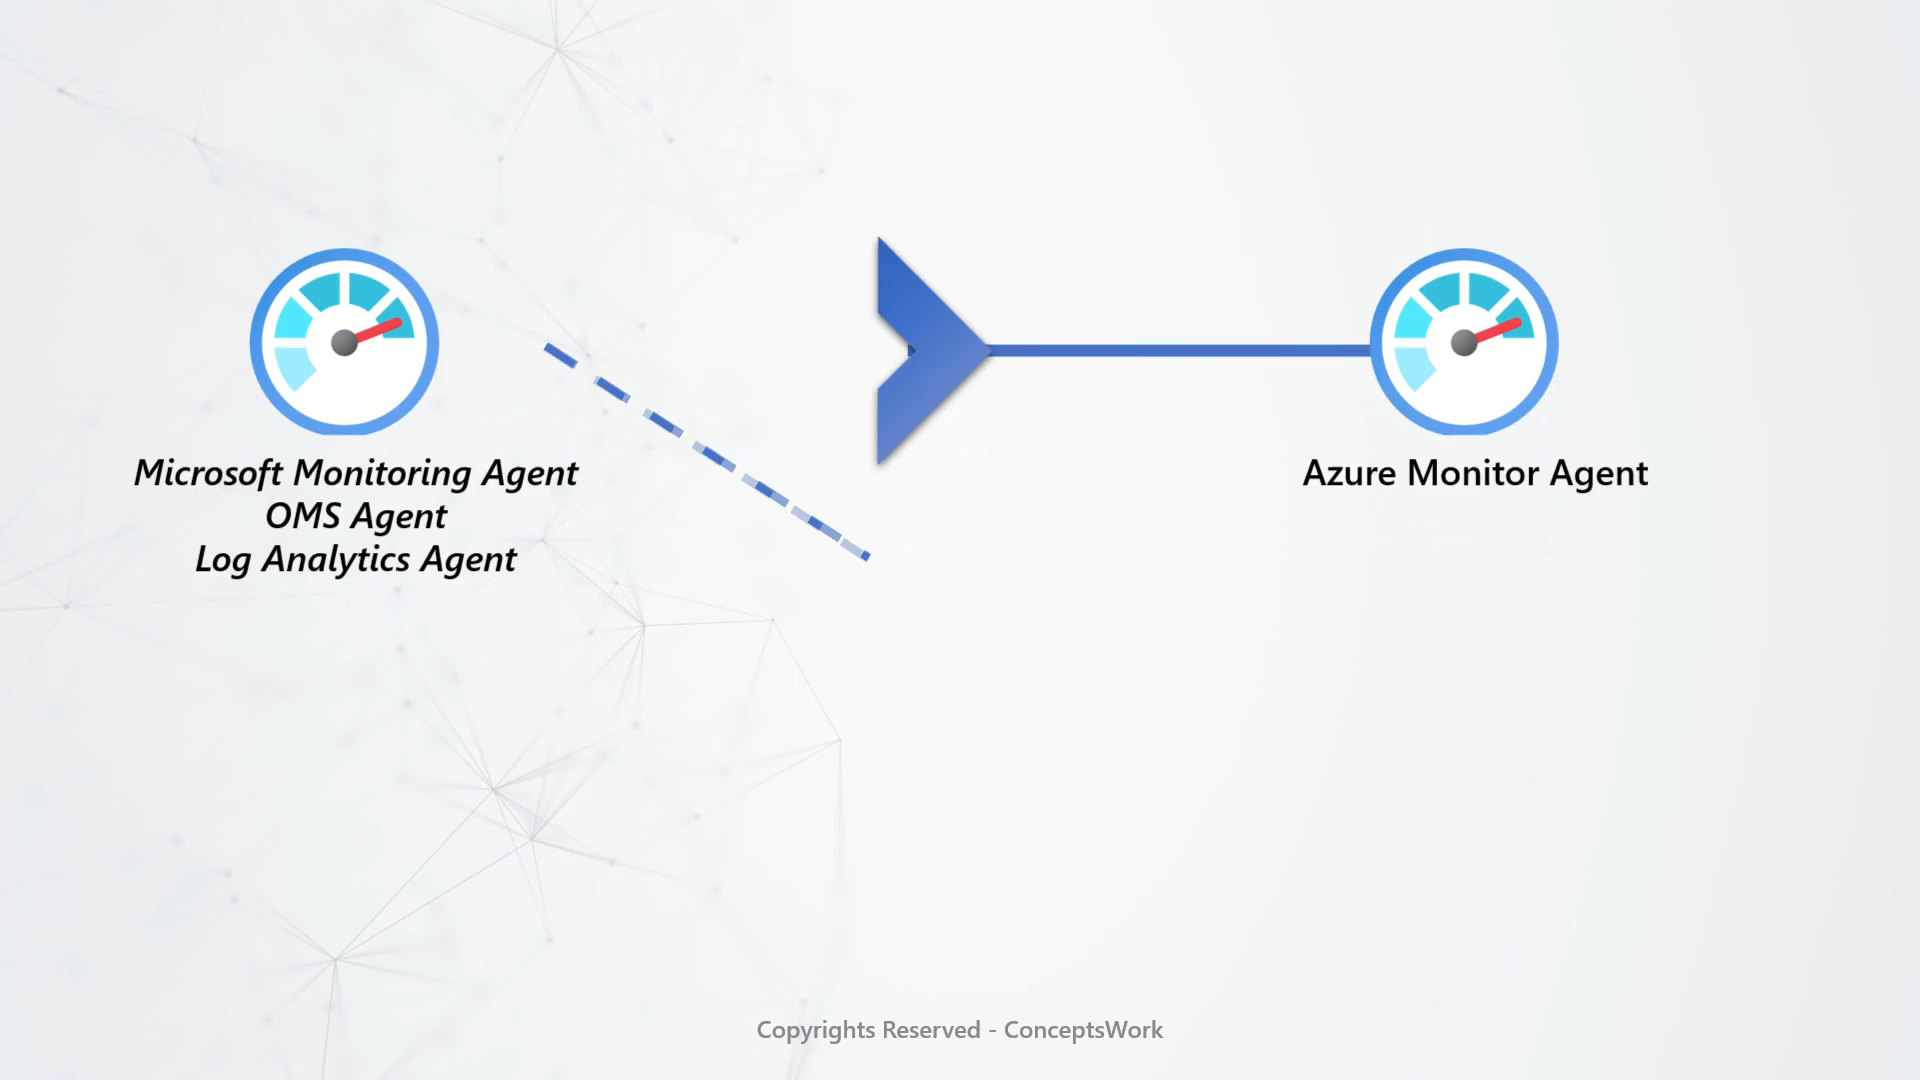 Microsoft Monitoring Agent
OMS Agent
Log Analytics Agent
Azure Monitor Agent
Copyrights Reserved - ConceptsWork